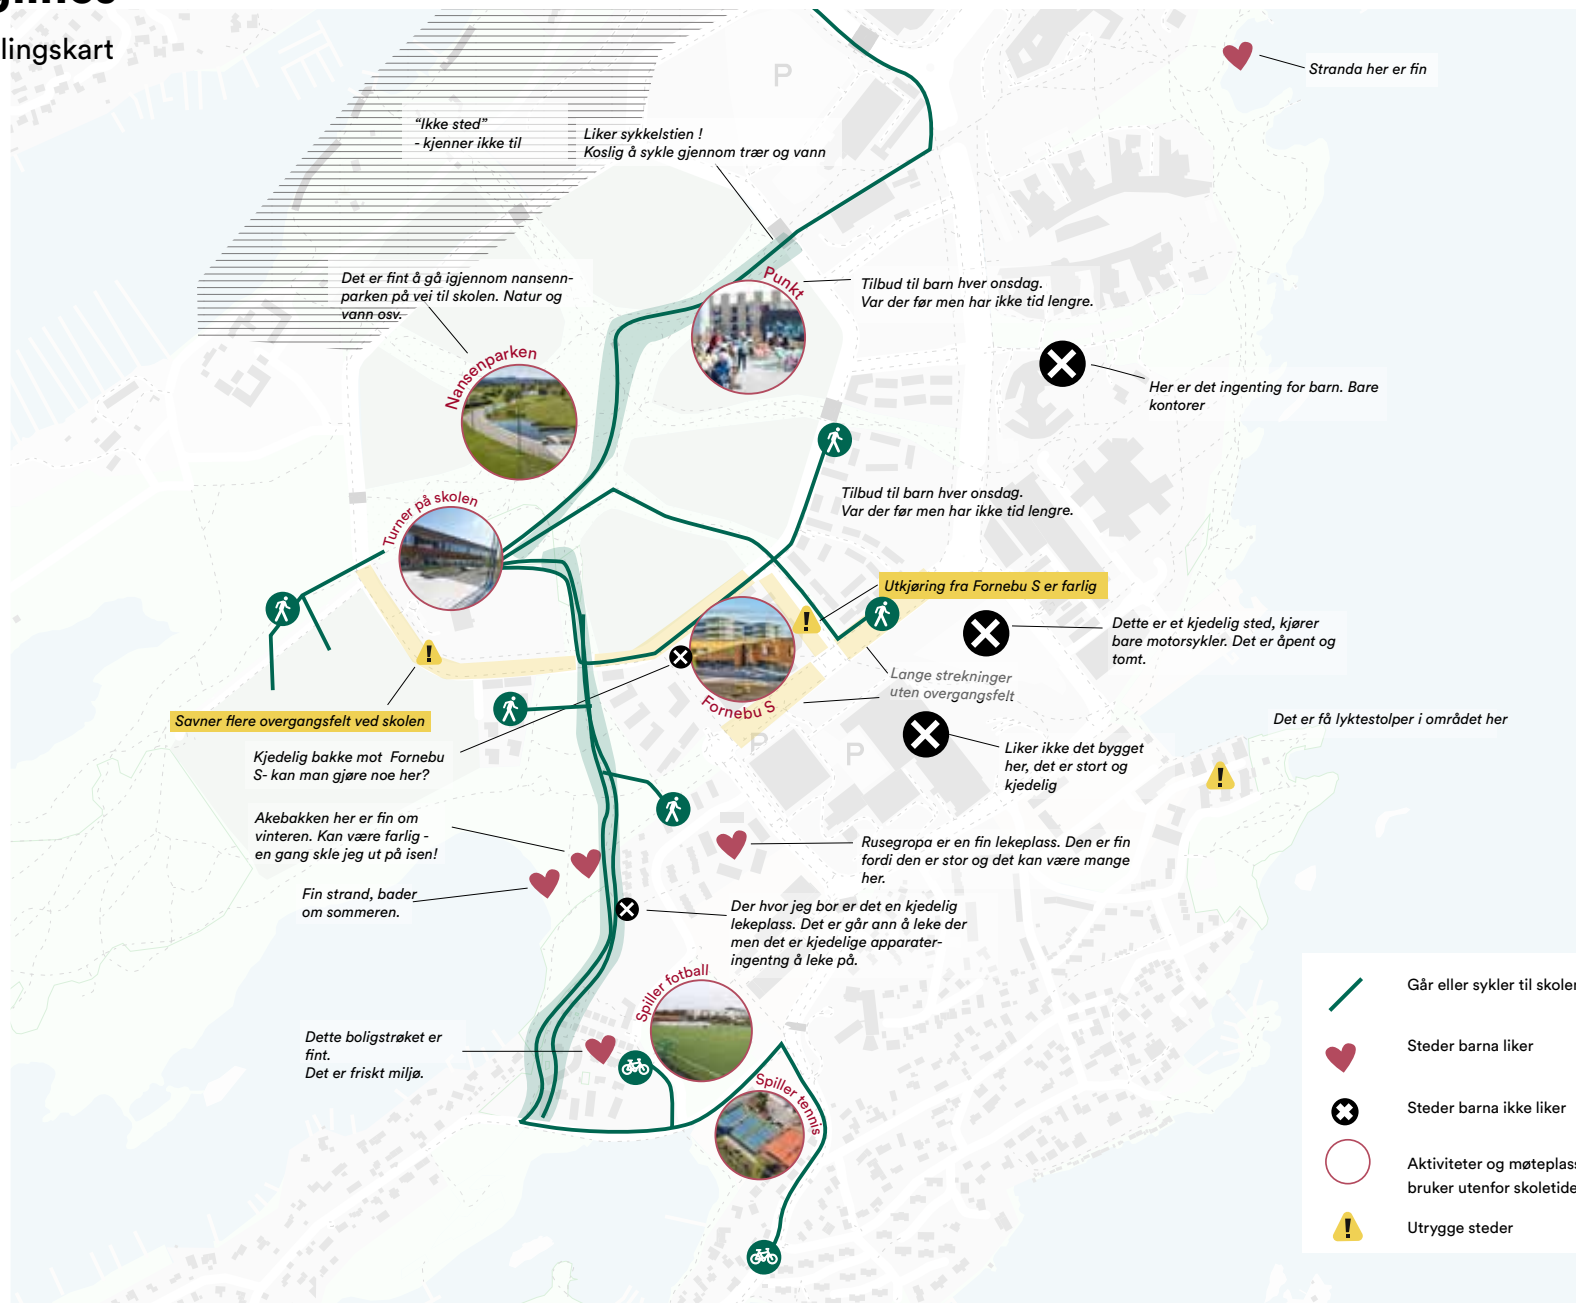 lingskart
Stranda her er fin
“Ikke sted”
- kjenner ikke til
Liker sykkelstien !
Koslig å sykle gjennom trær og vann
P
Det er fint å gå igjennom nansenn-
parken på vei til skolen. Natur og
vann osv.
Punkt
Tilbud til barn hver onsdag.
Var der før men har ikke tid lengre.
Nansenparken
Her er det ingenting for barn. Bare
kontorer
Turner på skolen
Tilbud til barn hver onsdag.
Var der før men har ikke tid lengre.
Utkjøring fra Fornebu S er farlig
Dette er et kjedelig sted, kjører
bare motorsykler. Det er åpent og
tomt.
Lange strekninger
uten overgangsfelt
Fornebu S
Savner flere overgangsfelt ved skolen
Det er få lyktestolper i området her
P
P
Kjedelig bakke mot Fornebu
S- kan man gjøre noe her?
Liker ikke det bygget
her, det er stort og
kjedelig
Akebakken her er fin om
vinteren. Kan være farlig -
en gang skle jeg ut på isen!
Rusegropa er en fin lekeplass. Den er fin
fordi den er stor og det kan være mange
her.
Fin strand, bader
om sommeren.
Der hvor jeg bor er det en kjedelig
lekeplass. Det er går ann å leke der
men det er kjedelige apparater-
ingentng å leke på.
Spiller fotball
Dette boligstrøket er
fint.
Det er friskt miljø.
Spiller tennis
Går eller sykler til skolen
Steder barna liker
Steder barna ikke liker
Aktiviteter og møteplass
bruker utenfor skoletide
Utrygge steder